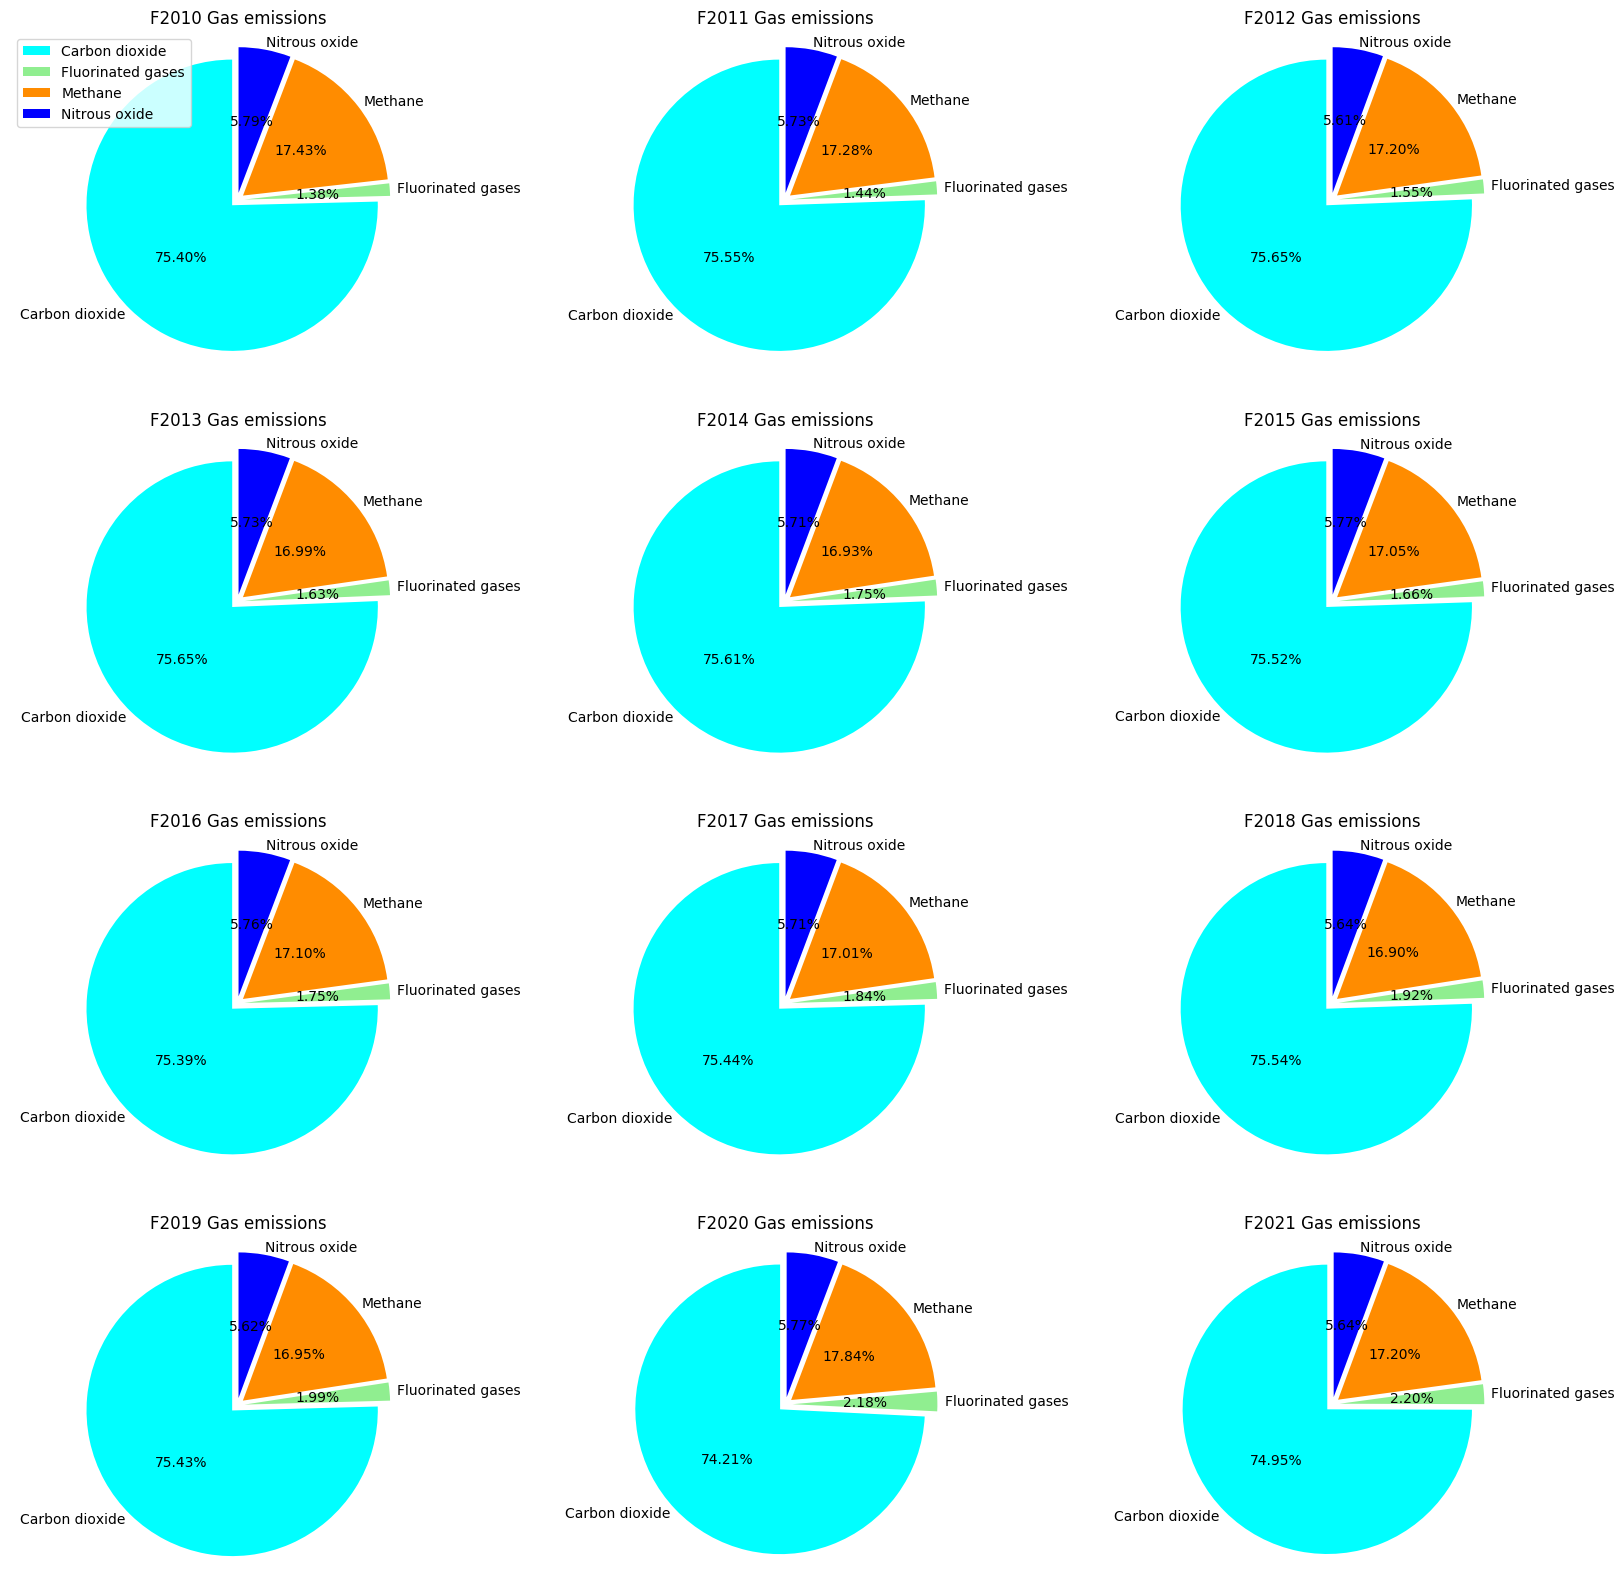 F2010 Gas emissions
Carbon dioxide
Fluorinated gases
Methane
Nitrous oxide
Nitrous oxide
Methane
5.79%
17.43%
Fluorinated gases
1.38%
75.40%
Carbon dioxide
F2011 Gas emissions
Nitrous oxide
Methane
5.73%
17.28%
Fluorinated gases
1.44%
75.55%
Carbon dioxide
F2012 Gas emissions
Nitrous oxide
Methane
5.61%
17.20%
Fluorinated gases
1.55%
75.65%
Carbon dioxide
F2013 Gas emissions
Nitrous oxide
Methane
5.73%
16.99%
Fluorinated gases
1.63%
75.65%
Carbon dioxide
F2014 Gas emissions
Nitrous oxide
Methane
5.71%
16.93%
Fluorinated gases
1.75%
75.61%
Carbon dioxide
F2015 Gas emissions
Nitrous oxide
Methane
5.77%
17.05%
Fluorinated gases
1.66%
75.52%
Carbon dioxide
F2016 Gas emissions
Nitrous oxide
Methane
5.76%
17.10%
Fluorinated gases
1.75%
75.39%
Carbon dioxide
F2017 Gas emissions
Nitrous oxide
Methane
5.71%
17.01%
Fluorinated gases
1.84%
75.44%
Carbon dioxide
F2018 Gas emissions
Nitrous oxide
Methane
5.64%
16.90%
Fluorinated gases
1.92%
75.54%
Carbon dioxide
F2019 Gas emissions
Nitrous oxide
Methane
5.62%
16.95%
Fluorinated gases
1.99%
75.43%
Carbon dioxide
F2020 Gas emissions
Nitrous oxide
Methane
5.77%
17.84%
Fluorinated gases
2.18%
74.21%
Carbon dioxide
F2021 Gas emissions
Nitrous oxide
Methane
5.64%
17.20%
Fluorinated gases
2.20%
74.95%
Carbon dioxide